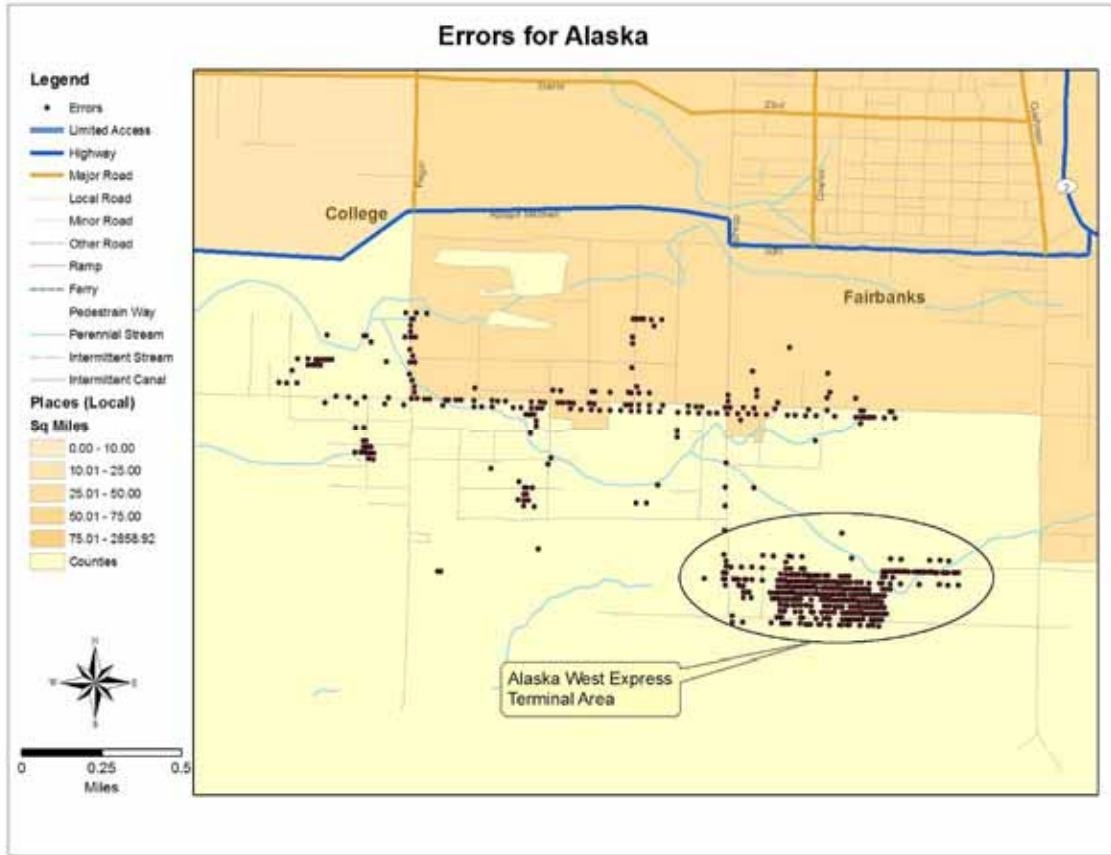 Errors for Alaska
Legend
Errors
Limited Access
Highway
Major Road
Local Road
Minor Road
Other Road
Ramp
Ferry
Pedestrain Way
Perennial Stream
Intermittent Stream
Intermittent Canal
Places (Local)
Sq Miles
0.00 - 10.00
10.01 - 25.00
25.01 - 50.00
50.01 - 75.00
75.01 - 2858.92
Counties
N
W
E
S
0 0.25 0.5
Miles
College
Fairbanks
Alaska West Express
Terminal Area